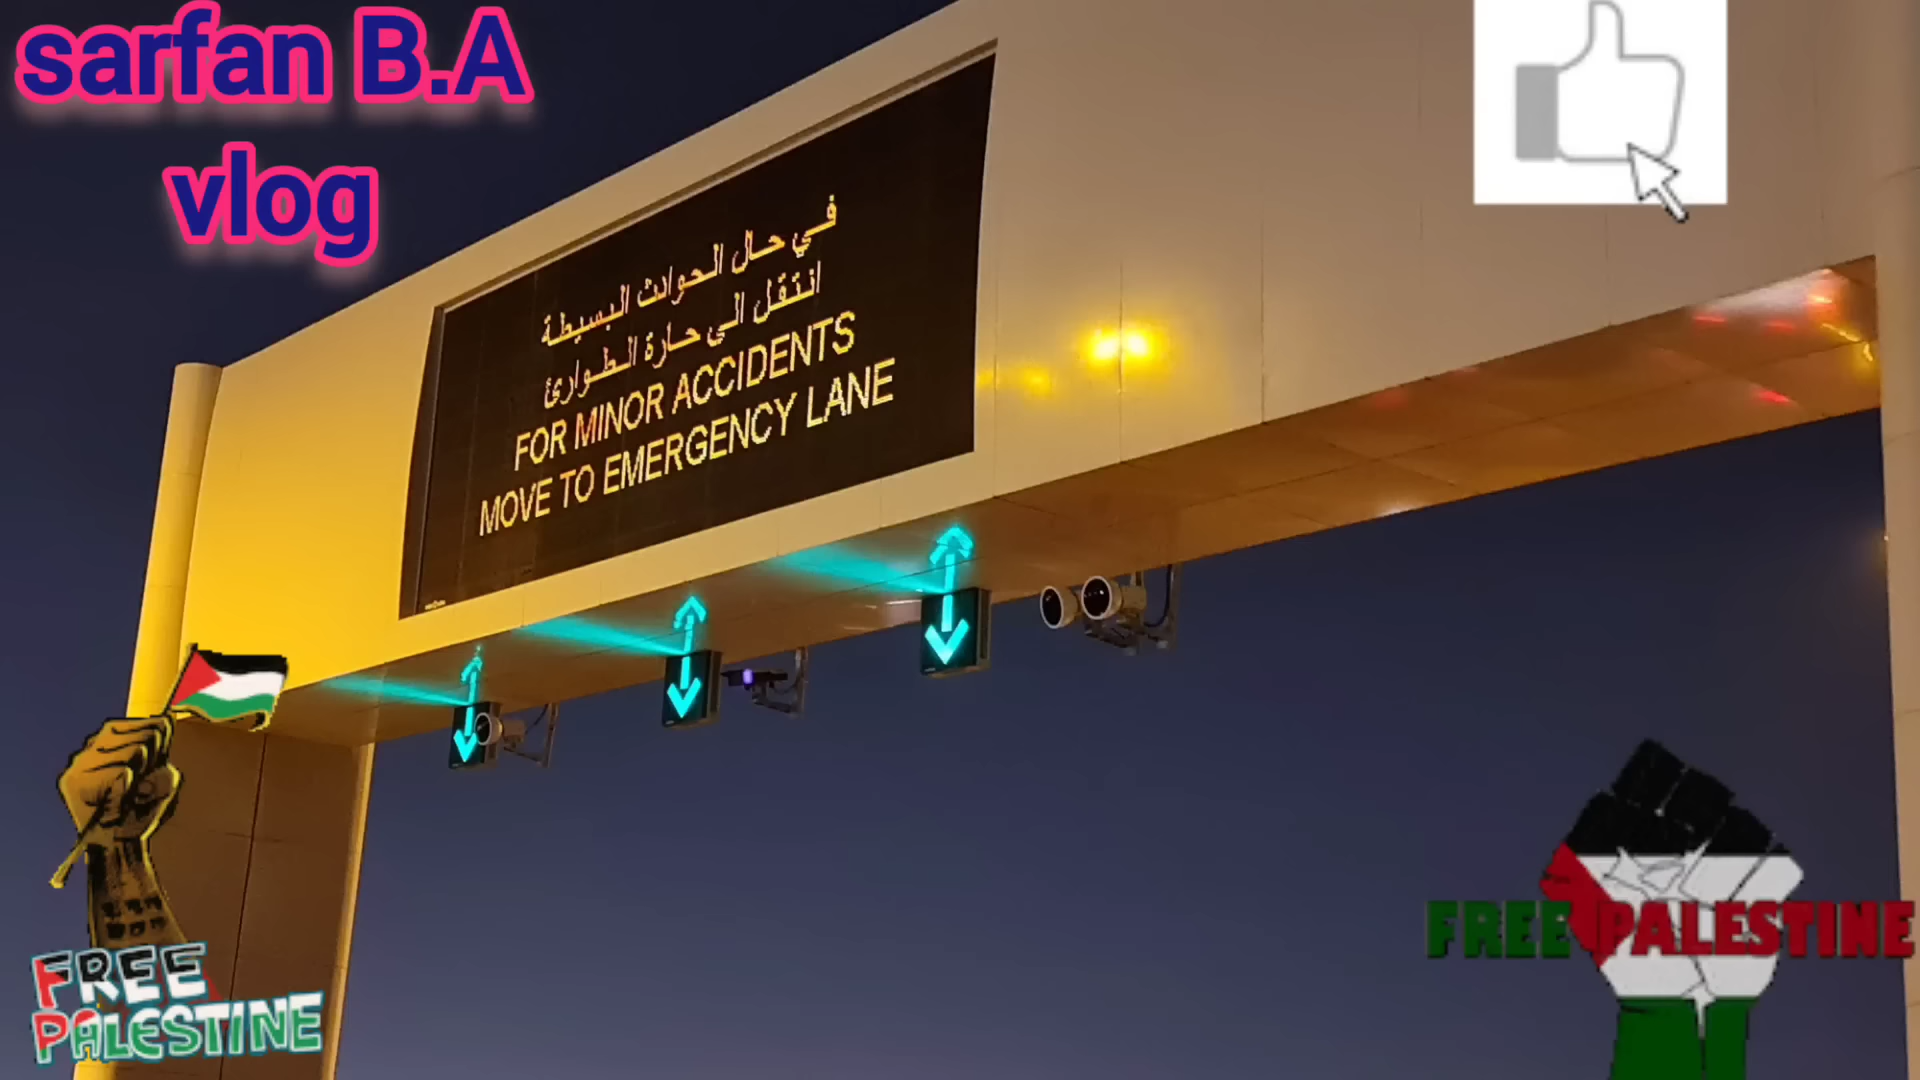 sarfan B.A
vlog
في حال الحوادث البسيطة
انتقل الى حارة الطوارئ
FOR MINOR ACCIDENTS
MOVE TO EMERGENCY LANE
FREE
PALESTINE
FREE PALESTINE